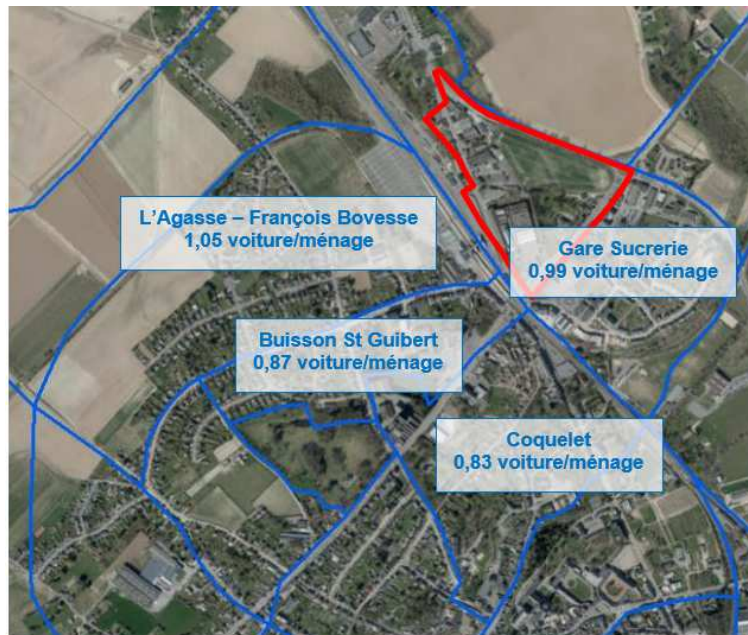 L'Agasse – François Bovesse
1,05 voiture/ménage
Gare Sucrerie
0,99 voiture/ménage
Buisson St Guibert
0,87 voiture/ménage
Coquelet
0,83 voiture/ménage